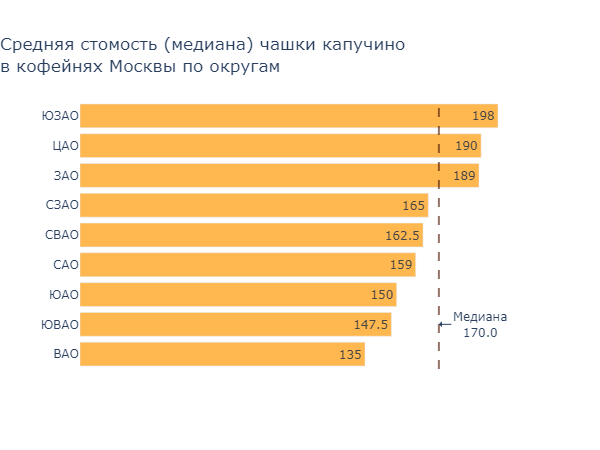 Средняя стомость (медиана) чашки капучино
в кофейнях Москвы по округам
ЮЗАО 198
ЦАО 190
ЗАО 189
СЗАО 165
СВАО 162.5
САО 159
ЮАО 150
ЮВАО 147.5
Медиана
170.0
ВАО 135